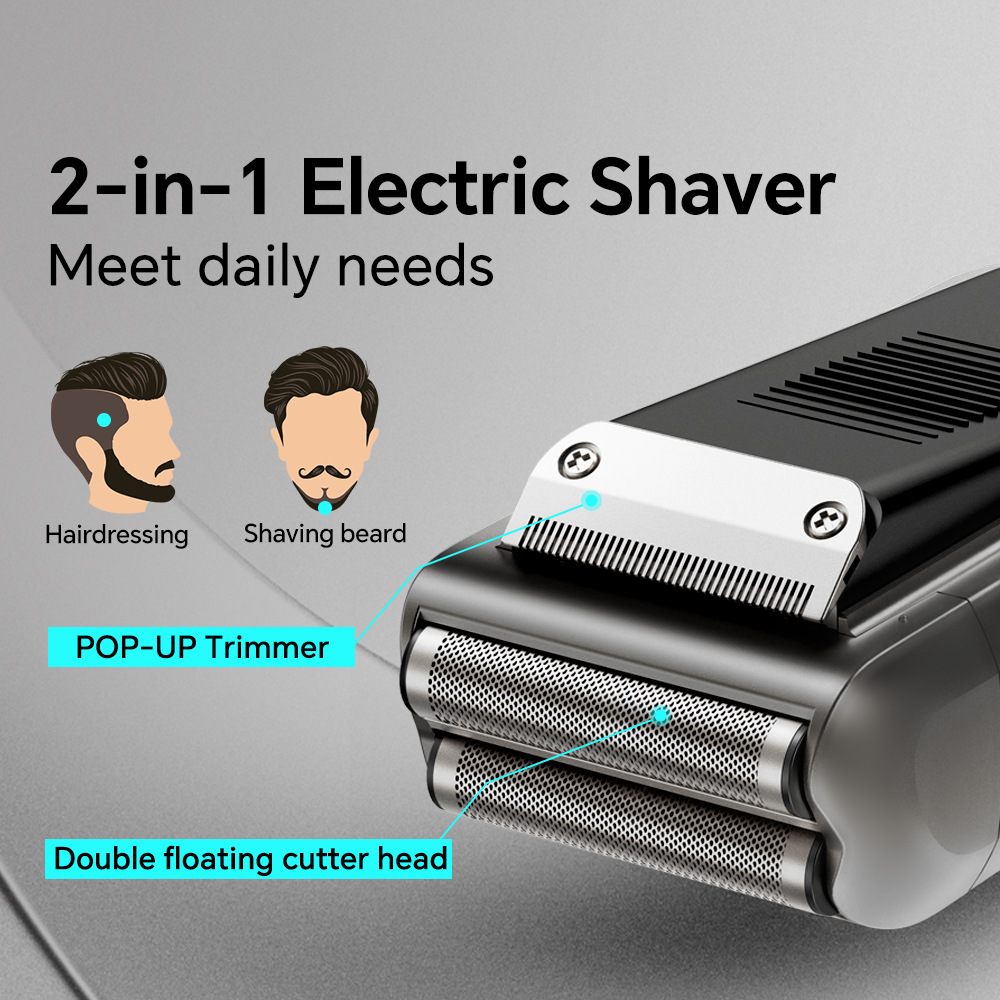 2-in-1 Electric Shaver
Meet daily needs
Hairdressing
Shaving beard
POP-UP Trimmer
Double floating cutter head